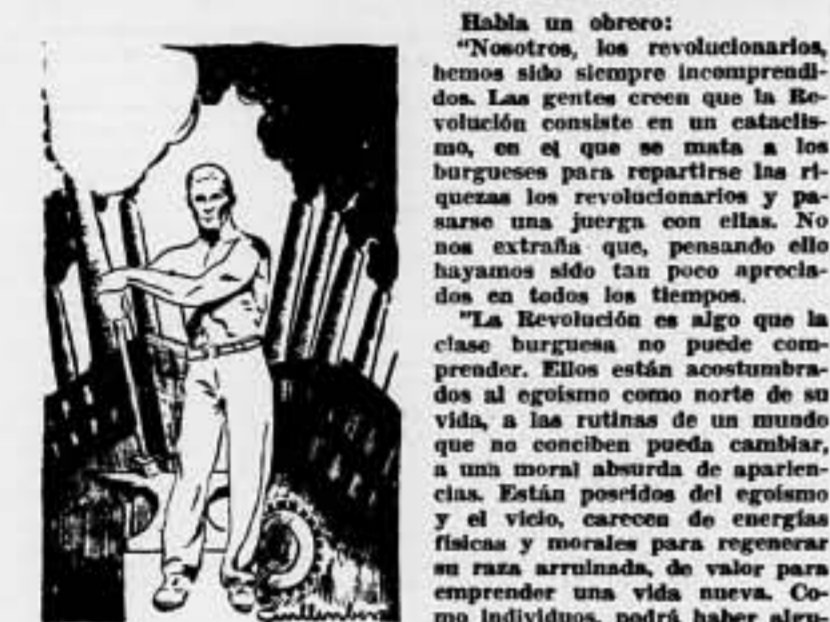 Habla un obrero:
"Nosotros, los revolucionarios,
hemos sido siempre incomprendi-
dos. Las gentes creen que la Re-
volución consiste en un cataclis-
mo, en el que se mata a los
burgueses para repartirse las ri-
quezas los revolucionarios y pa-
sarse una juerga con ellas. No
nos extraña que, pensando ello
hayamos sido tan poco aprecia-
dos en todos los tiempos.
"La Revolución es algo que la
clase burguesa no puede com-
prender. Ellos están acostumbra-
dos al egoísmo como norte de su
vida, a las rutinas de un mundo
que no conciben pueda cambiar,
a una moral absurda de aparien-
cias. Están poseídos del egoísmo
y el vicio, carecen de energías
físicas y morales para regenerar
su raza arruinada, de valor para
emprender una vida nueva. Co-
mo individuos, podrá haber algu-